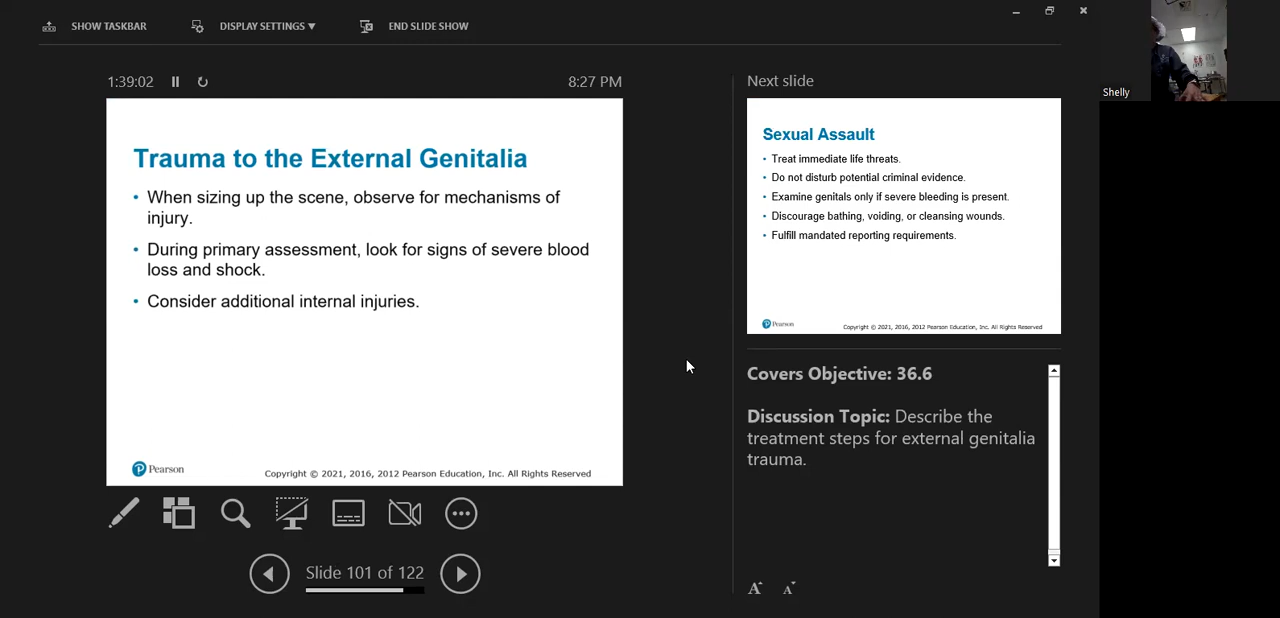 SHOW TASKBAR
DISPLAY SETTINGS ▼
END SLIDE SHOW
1:39:02
8:27 PM
Trauma to the External Genitalia
• When sizing up the scene, observe for mechanisms of
injury.
• During primary assessment, look for signs of severe blood
loss and shock.
• Consider additional internal injuries.
Pearson
Copyright © 2021, 2016, 2012 Pearson Education, Inc. All Rights Reserved
Slide 101 of 122
Next slide
Sexual Assault
• Treat immediate life threats.
• Do not disturb potential criminal evidence.
• Examine genitals only if severe bleeding is present.
• Discourage bathing, voiding, or cleansing wounds.
• Fulfill mandated reporting requirements.
Pearson
Copyright © 2021, 2016, 2012 Pearson Education, Inc. All Rights Reserved
Covers Objective: 36.6
Discussion Topic: Describe the
treatment steps for external genitalia
trauma.
A A
Shelly